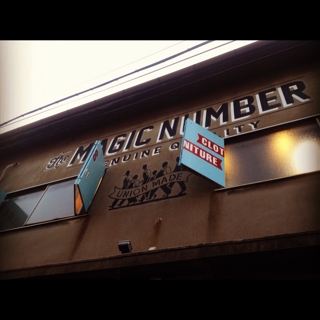 The MAGIC NUMBER
GENUINE QUALITY
CLOT
NITURE
UNION MADE